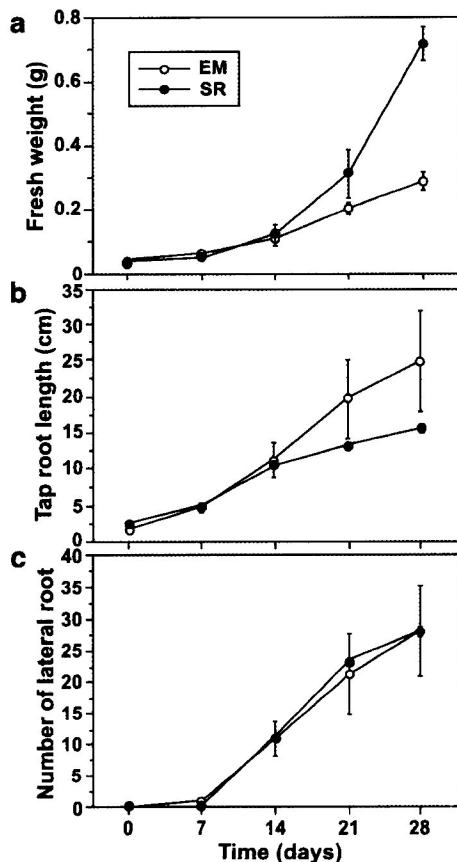 a
Fresh weight (g)
0.8
0.6
0.4
0.2
0
EM
SR
b
Tap root length (cm)
35
30
25
20
15
10
5
0
c
Number of lateral root
40
35
30
25
20
15
10
5
0
0 7 14 21 28
Time (days)